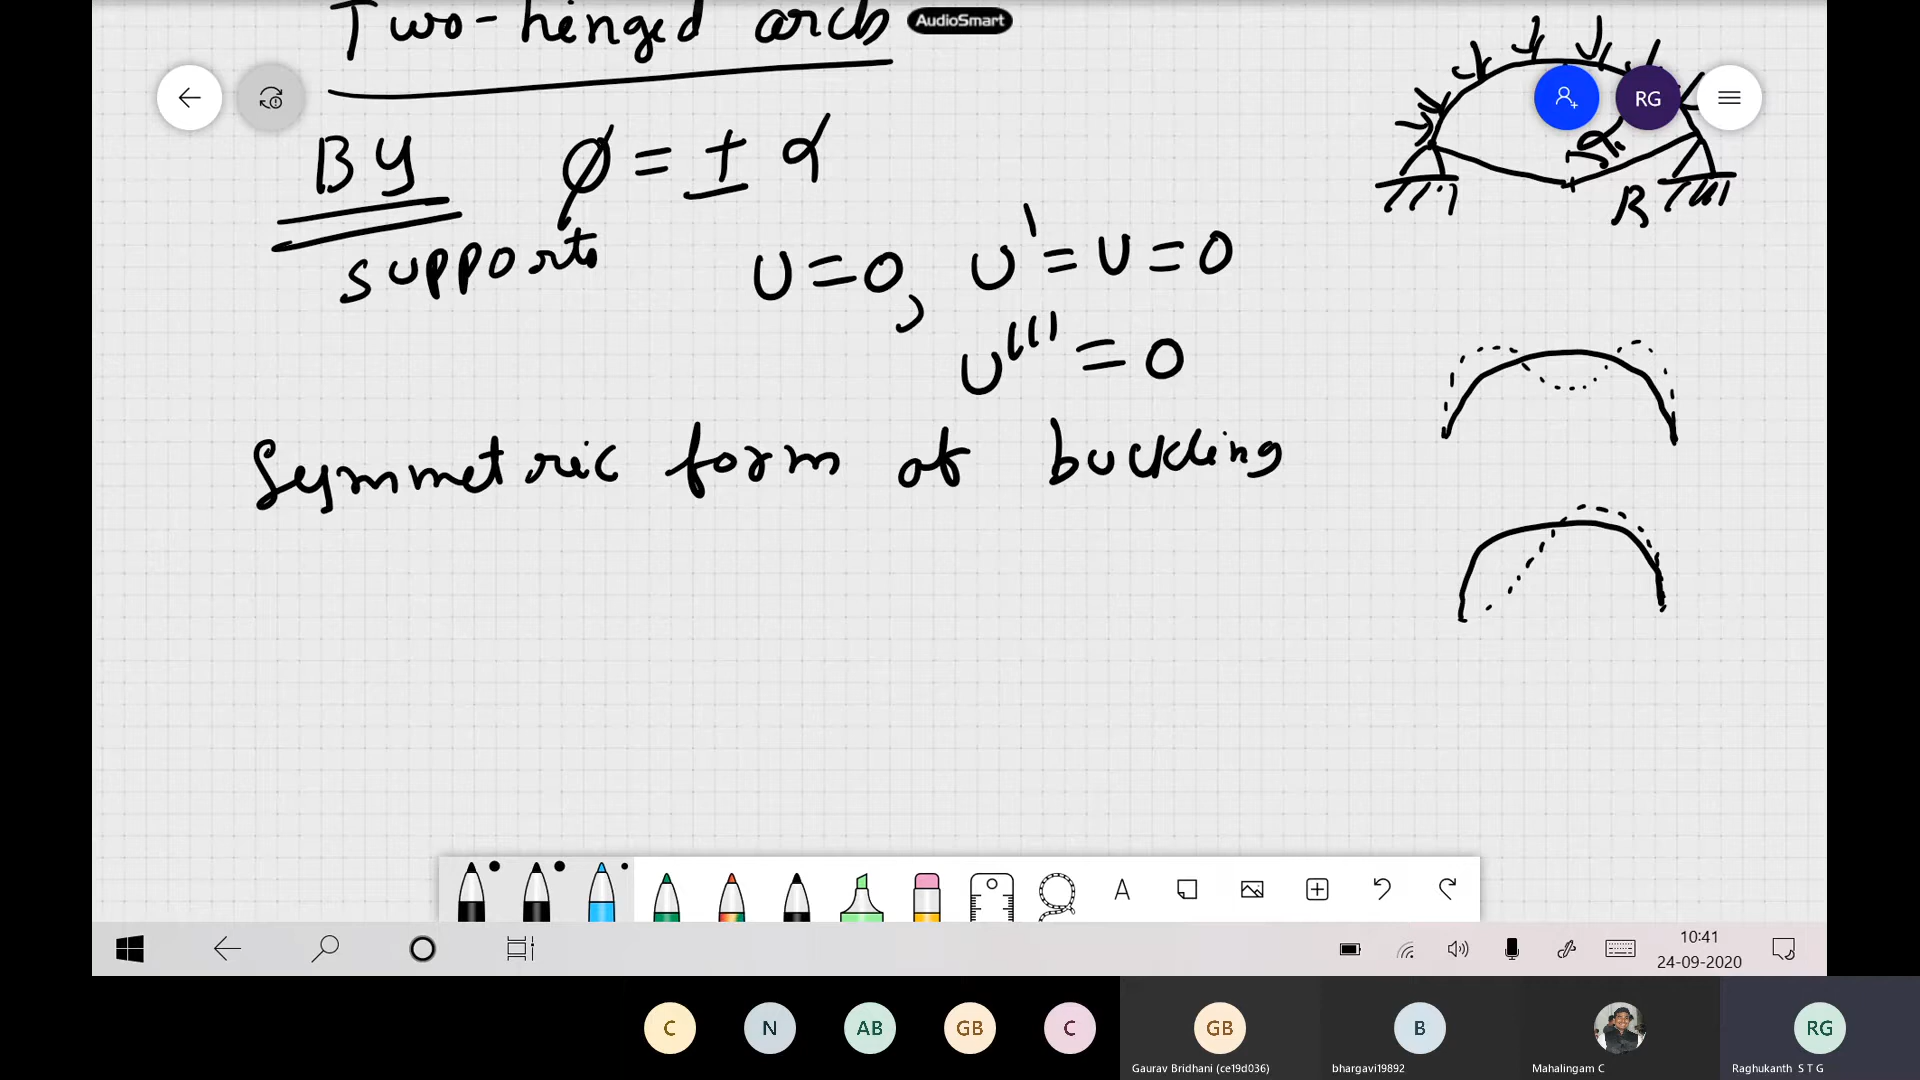 Two-hinged arch
AudioSmart
RG
α
R
BY φ = ± α
supports U=0, U' = V = 0
U''' = 0
Symmetric form of buckling
A
10:41
24-09-2020
C N AB GB C GB B RG
Gaurav Bridhani (ce19d036) bhargavi19892 Mahalingam C Raghukanth S T G